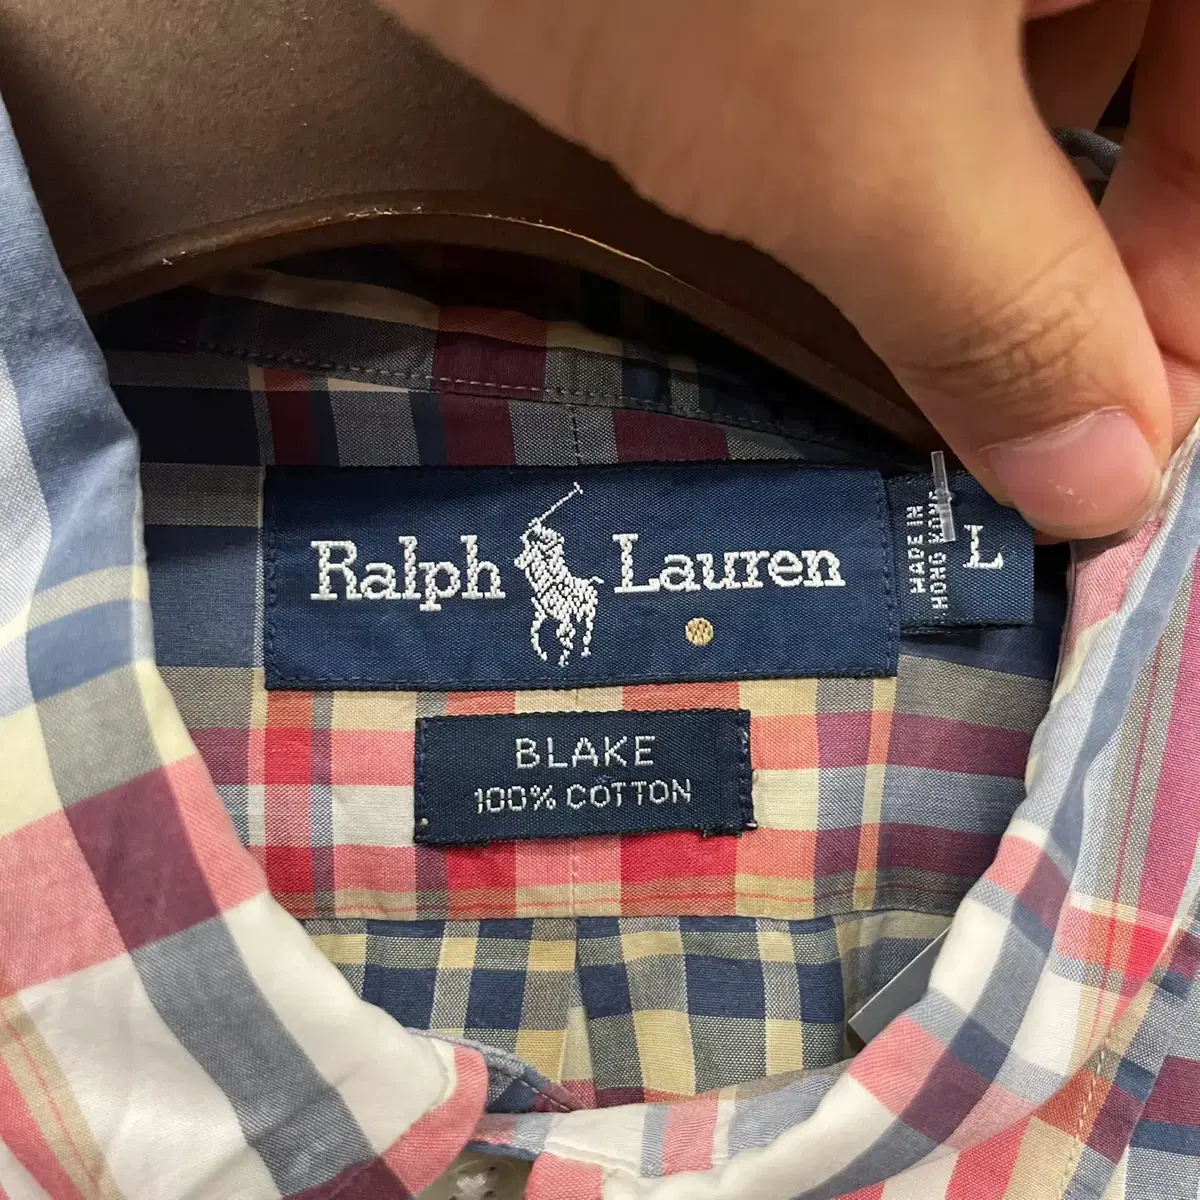 Ralph Lauren
MADE IN
HONG KONG
L
BLAKE
100% COTTON